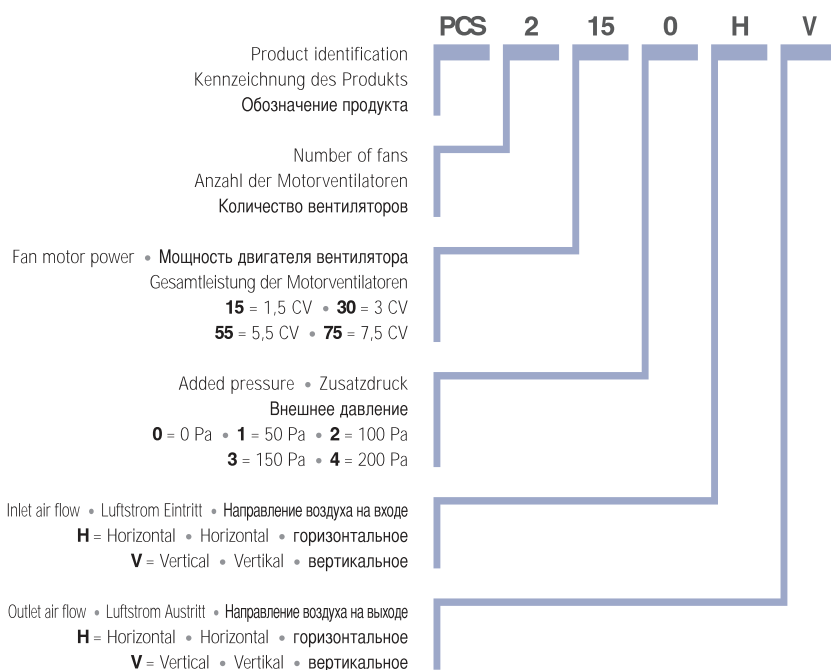 PCS 2 15 0 H V
Product identification
Kennzeichnung des Produkts
Обозначение продукта
Number of fans
Anzahl der Motorventilatoren
Количество вентиляторов
Fan motor power • Мощность двигателя вентилятора
Gesamtleistung der Motorventilatoren
15 = 1,5 CV • 30 = 3 CV
55 = 5,5 CV • 75 = 7,5 CV
Added pressure • Zusatzdruck
Внешнее давление
0 = 0 Pa • 1 = 50 Pa • 2 = 100 Pa
3 = 150 Pa • 4 = 200 Pa
Inlet air flow • Luftstrom Eintritt • Направление воздуха на входе
H = Horizontal • Horizontal • горизонтальное
V = Vertical • Vertikal • вертикальное
Outlet air flow • Luftstrom Austritt • Направление воздуха на выходе
H = Horizontal • Horizontal • горизонтальное
V = Vertical • Vertikal • вертикальное